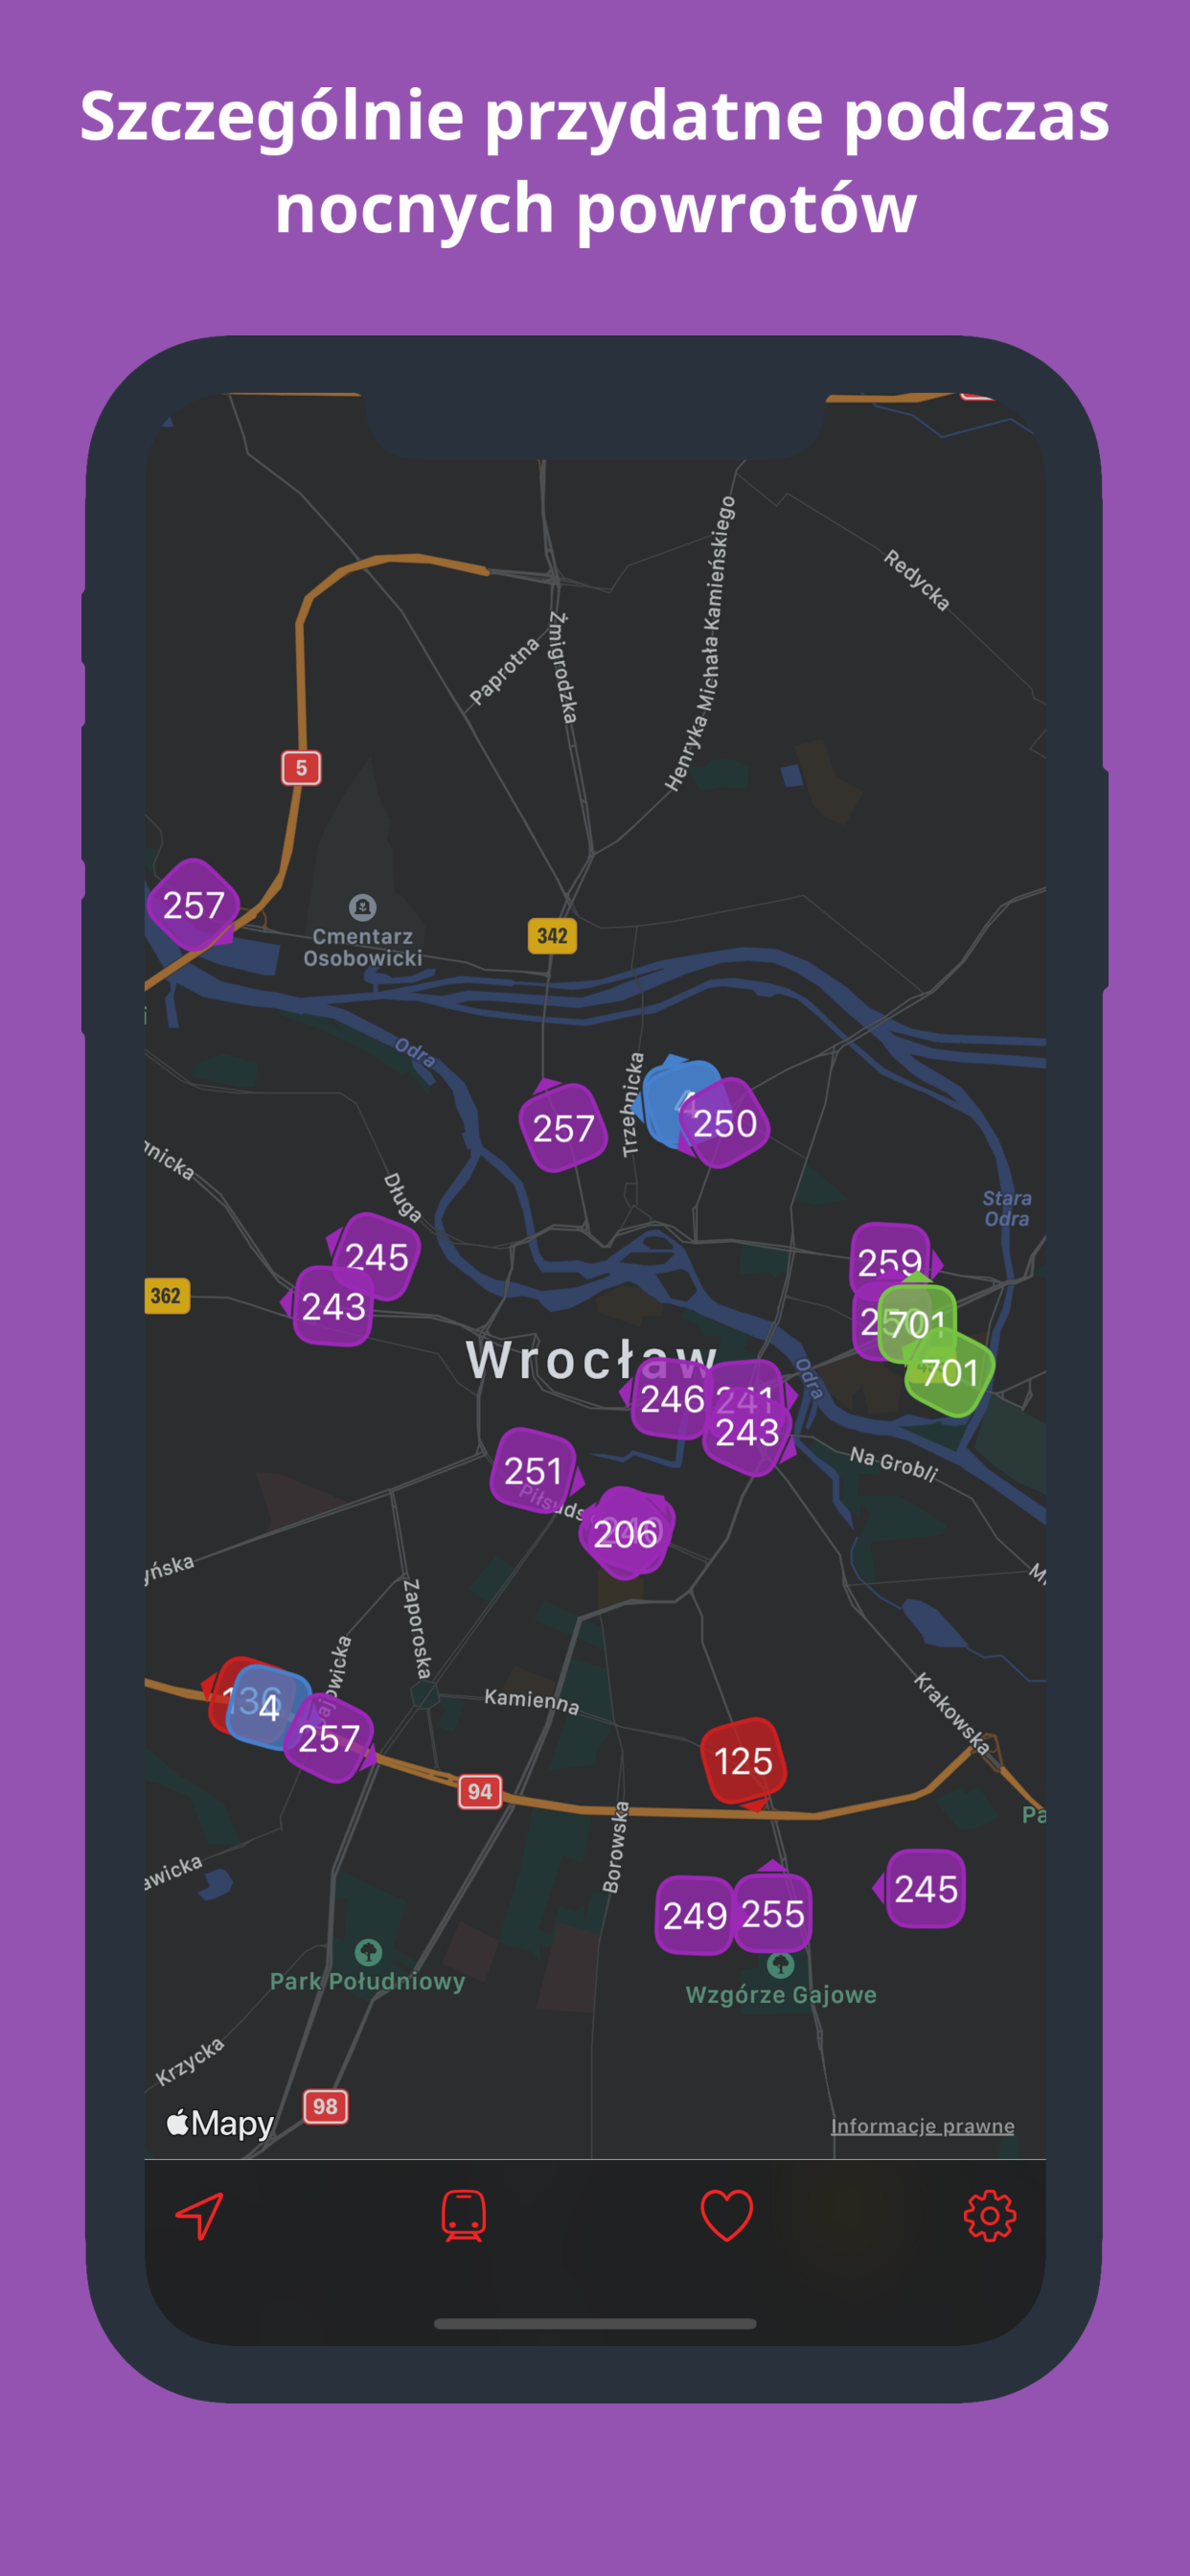 Szczególnie przydatne podczas
nocnych powrotów
Redycka
Henryka Michała Kamieńskiego
Żmigrodzka
Paprotna
5
257
Cmentarz
Osobowicki
342
Odra
Trzebnicka
4
250
257
Długa
Stara
Odra
245
243
362
259
701
701
Wrocław
246
241
243
Odra
Na Grobli
251
206
Zaporoska
Kamienna
Krakowska
136
4
257
125
94
Borowska
245
249
255
Park Południowy
Wzgórze Gajowe
Krzycka
98
Mapy
Informacje prawne